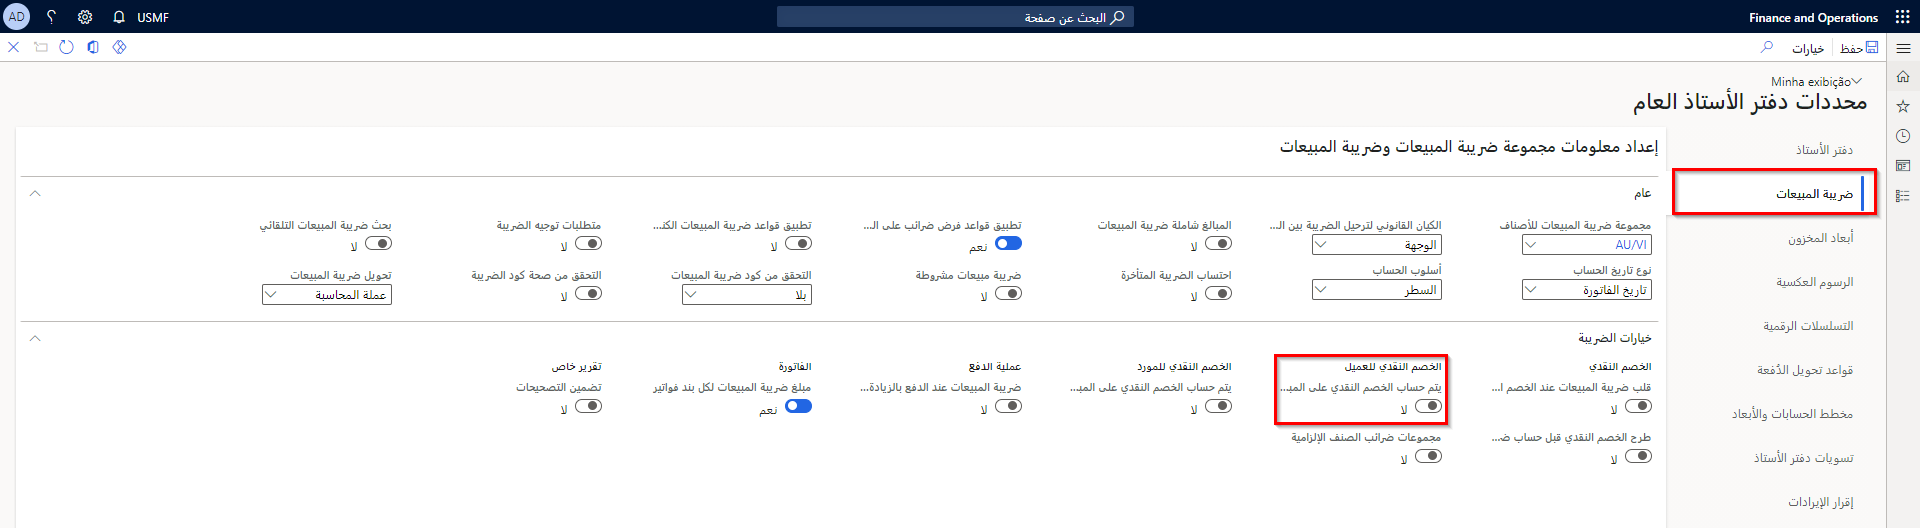 Finance and Operations
البحث عن صفحة
USMF
؟
AD
حفظ
خيارات
Minha exibição
محددات دفتر الأستاذ العام
دفتر الأستاذ
ضريبة المبيعات
أبعاد المخزون
الرسوم العكسية
التسلسلات الرقمية
قواعد تحويل الدُفعة
مخطط الحسابات والأبعاد
تسويات دفتر الأستاذ
إقرار الإيرادات
إعداد معلومات مجموعة ضريبة المبيعات وضريبة المبيعات
عام
مجموعة ضريبة المبيعات للأصناف
AU/VI
نوع تاريخ الحساب
تاريخ الفاتورة
الكيان القانوني لترحيل الضريبة بين الـ...
الوجهة
أسلوب الحساب
السطر
المبالغ شاملة ضريبة المبيعات
لا
احتساب الضريبة المتأخرة
لا
تطبيق قواعد فرض ضرائب على الـ...
نعم
ضريبة مبيعات مشروطة
لا
تطبيق قواعد ضريبة المبيعات الكنـ...
لا
التحقق من كود ضريبة المبيعات
بلا
متطلبات توجيه الضريبة
لا
التحقق من صحة كود الضريبة
لا
بحث ضريبة المبيعات التلقائي
لا
تحويل ضريبة المبيعات
عملة المحاسبة
خيارات الضريبة
الخصم النقدي
قلب ضريبة المبيعات عند الخصم ا...
لا
طرح الخصم النقدي قبل حساب ضـ...
لا
الخصم النقدي للعميل
يتم حساب الخصم النقدي على المبـ...
لا
مجموعات ضرائب الصنف الإلزامية
لا
الخصم النقدي للمورد
يتم حساب الخصم النقدي على المبـ...
لا
عملية الدفع
ضريبة المبيعات عند الدفع بالزيادة...
لا
الفاتورة
مبلغ ضريبة المبيعات لكل بند فواتير
نعم
تقرير خاص
تضمين التصحيحات
لا